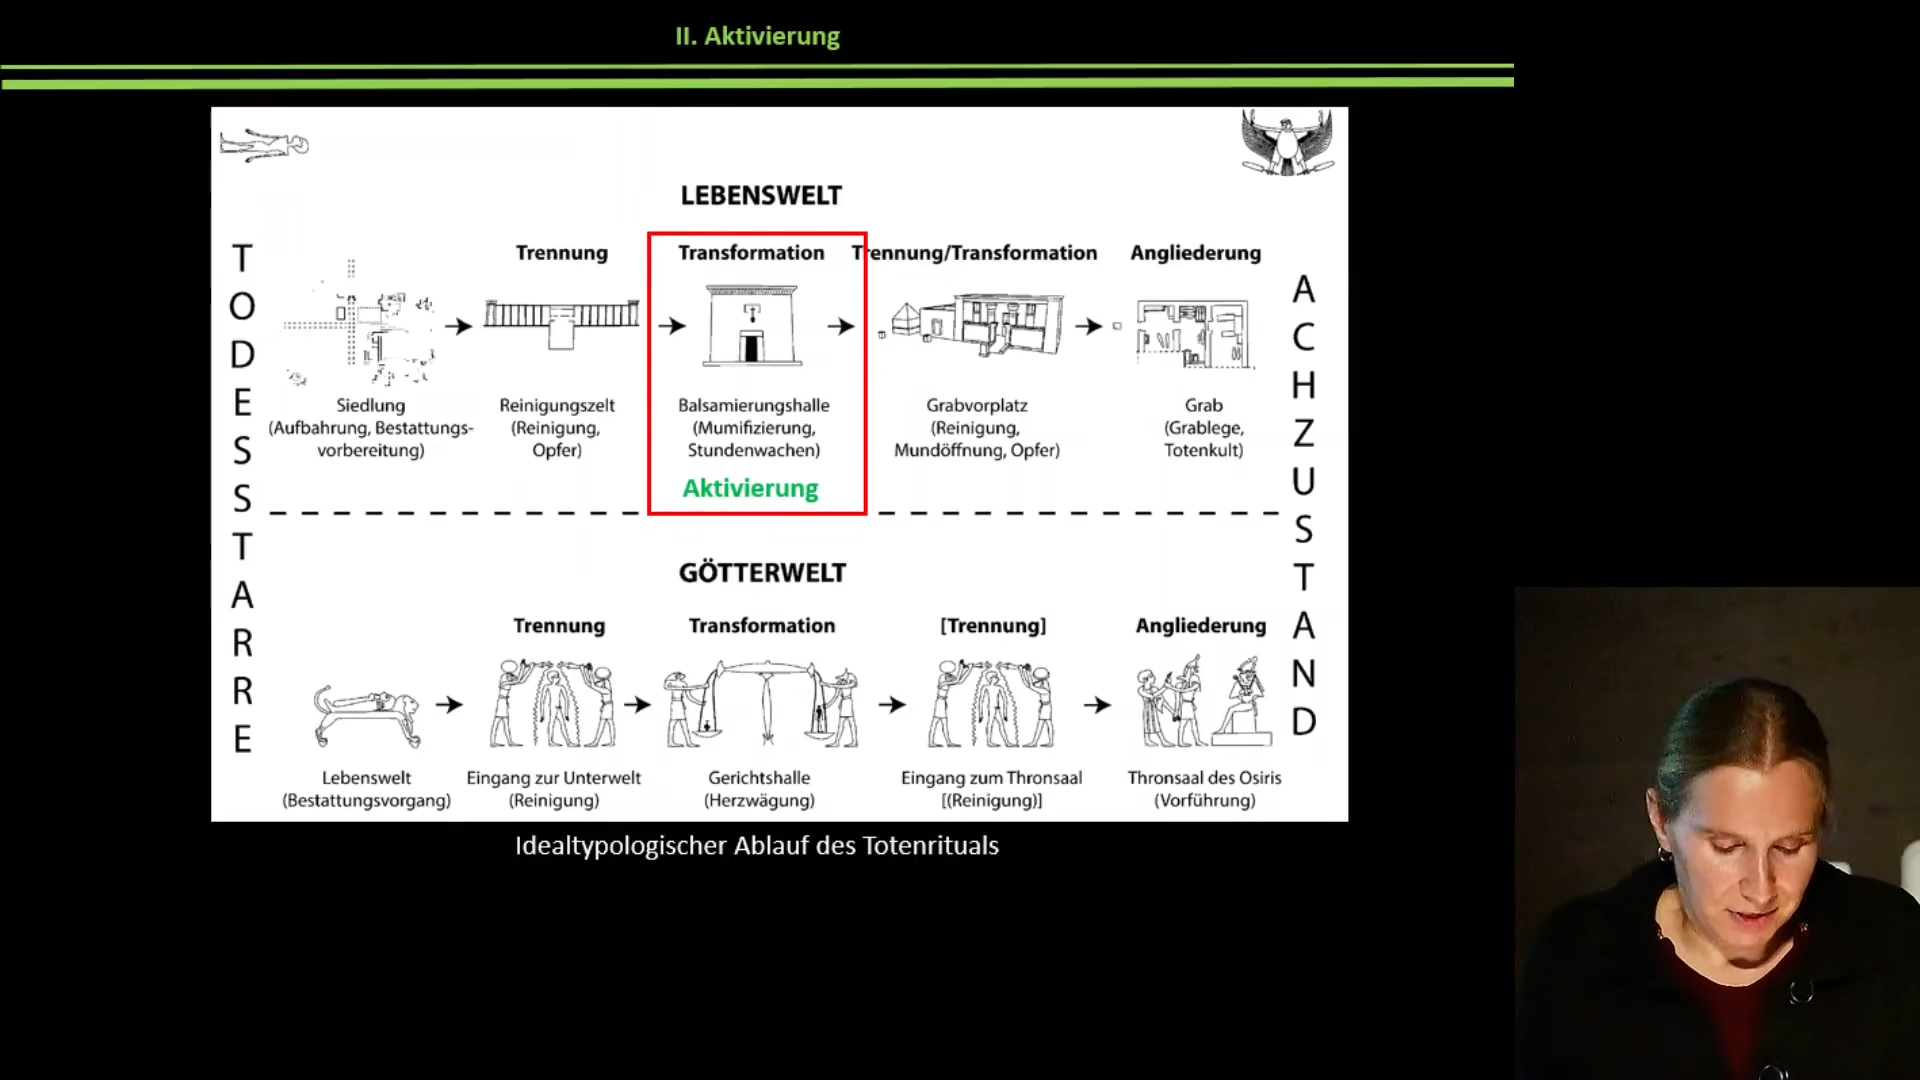 II. Aktivierung
LEBENSWELT
TODESSTARRE
Trennung
Transformation
Trennung/Transformation
Angliederung
ACHZUSTAND
Siedlung
(Aufbahrung, Bestattungs-
vorbereitung)
Reinigungszelt
(Reinigung,
Opfer)
Balsamierungshalle
(Mumifizierung,
Stundenwachen)
Aktivierung
Grabvorplatz
(Reinigung,
Mundöffnung, Opfer)
Grab
(Grablege,
Totenkult)
GÖTTERWELT
Trennung
Transformation
[Trennung]
Angliederung
Lebenswelt
(Bestattungsvorgang)
Eingang zur Unterwelt
(Reinigung)
Gerichtshalle
(Herzwägung)
Eingang zum Thronsaal
[(Reinigung)]
Thronsaal des Osiris
(Vorführung)
Idealtypologischer Ablauf des Totenrituals